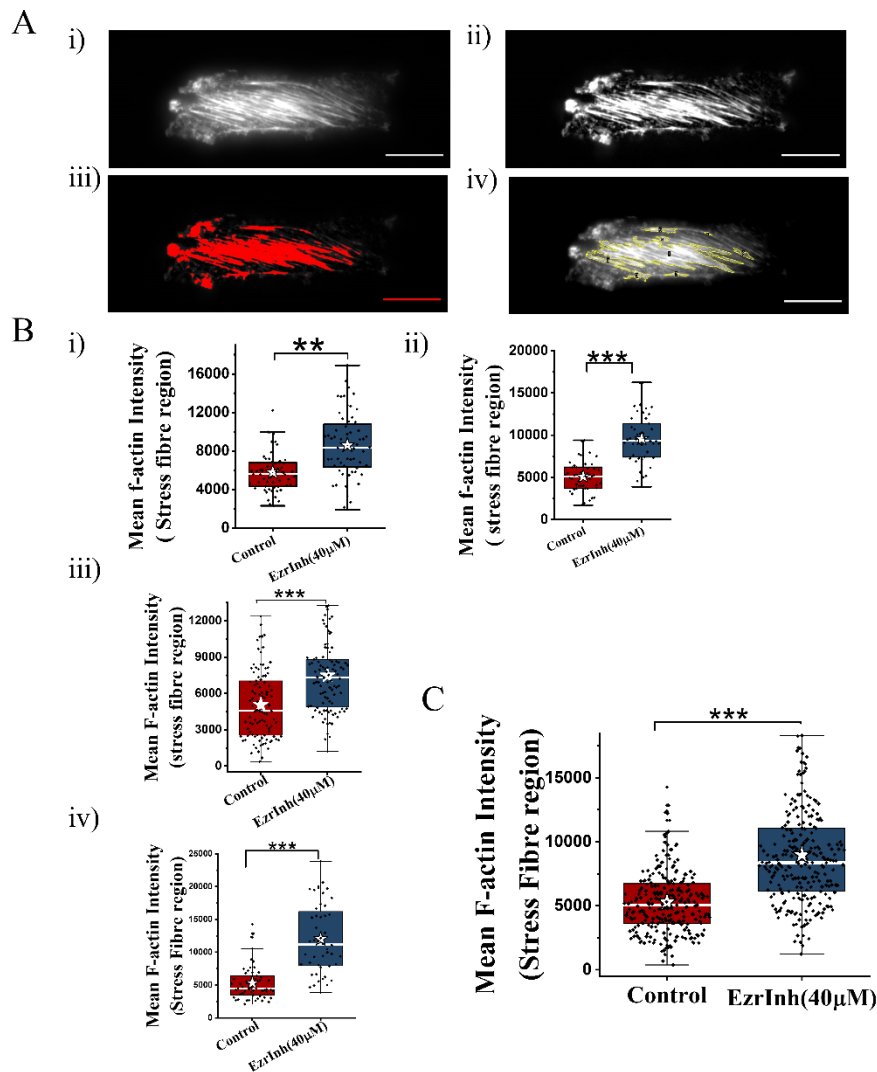 A
i)
ii)
iii)
iv)
B
i)
Mean f-actin Intensity
( Stress fibre region)
16000
12000
8000
4000
0
**
Control
EzrInh(40μM)
ii)
Mean f-actin Intensity
( stress fibre region)
20000
15000
10000
5000
0
***
Control
EzrInh(40μM)
iii)
Mean F-actin Intensity
(stress fibre region)
12000
9000
6000
3000
0
***
Control
EzrInh(40μM)
iv)
Mean F-actin Intensity
(Stress Fibre region)
25000
20000
15000
10000
5000
0
***
Control
EzrInh(40μM)
C
Mean F-actin Intensity
(Stress Fibre region)
15000
10000
5000
0
***
Control
EzrInh(40μM)